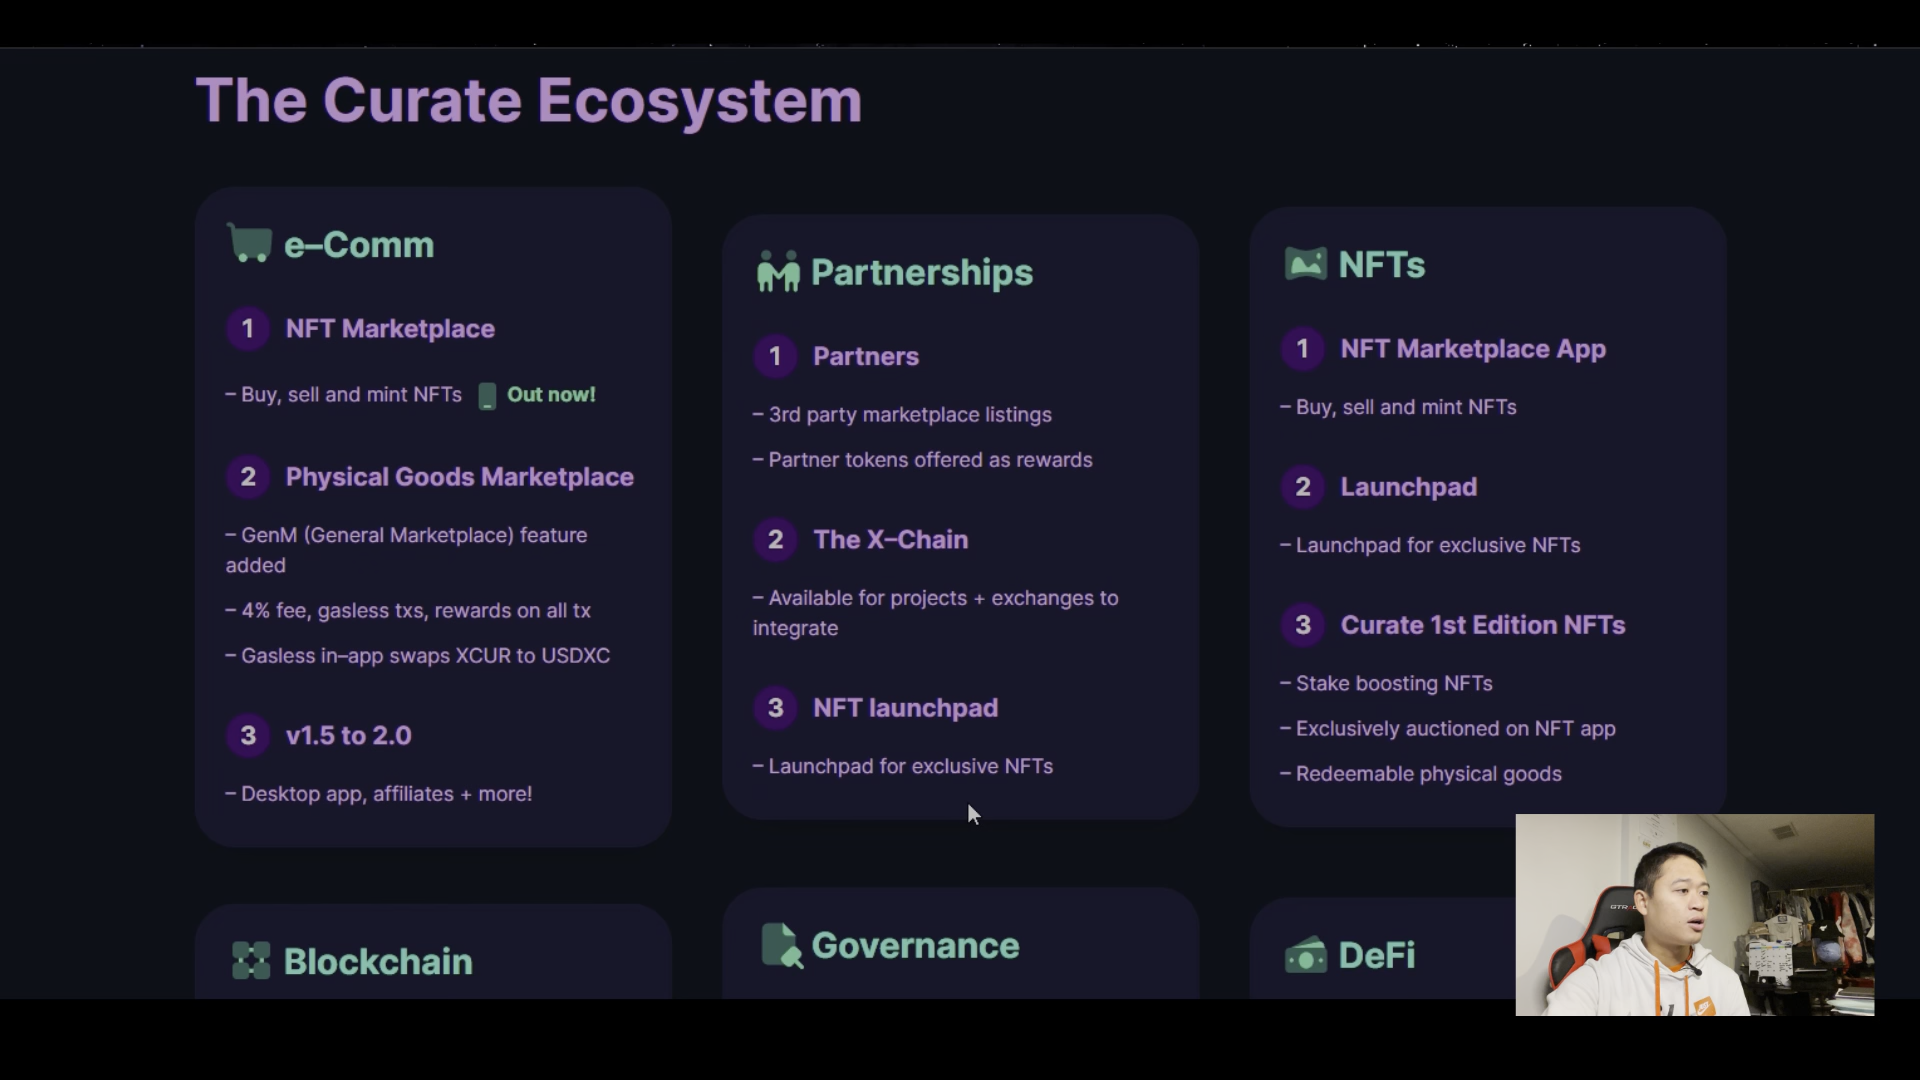 The Curate Ecosystem
e–Comm
1 NFT Marketplace
– Buy, sell and mint NFTs Out now!
2 Physical Goods Marketplace
– GenM (General Marketplace) feature
added
– 4% fee, gasless txs, rewards on all tx
– Gasless in–app swaps XCUR to USDXC
3 v1.5 to 2.0
– Desktop app, affiliates + more!
Partnerships
1 Partners
– 3rd party marketplace listings
– Partner tokens offered as rewards
2 The X–Chain
– Available for projects + exchanges to
integrate
3 NFT launchpad
– Launchpad for exclusive NFTs
NFTs
1 NFT Marketplace App
– Buy, sell and mint NFTs
2 Launchpad
– Launchpad for exclusive NFTs
3 Curate 1st Edition NFTs
– Stake boosting NFTs
– Exclusively auctioned on NFT app
– Redeemable physical goods
Blockchain
Governance
DeFi